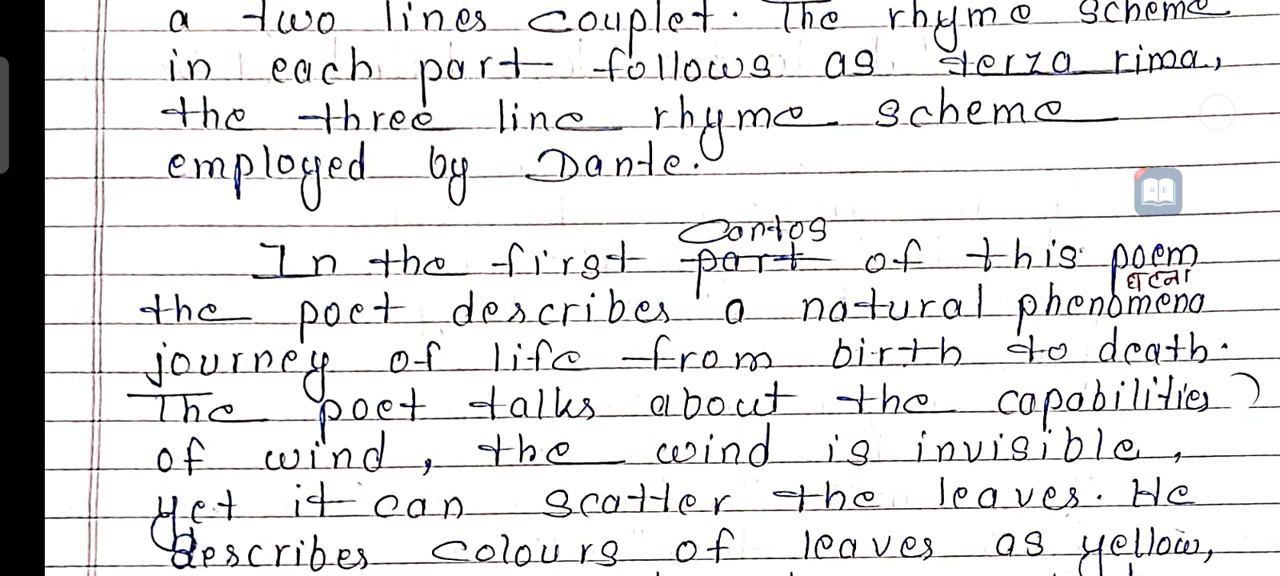 a two lines couplet. The rhyme scheme
in each part follows as terza rima,
the three line rhyme scheme
employed by Dante.
Cantos
In the first part of this poem
घटना
the poet describes a natural phenomena
journey of life from birth to death.
The poet talks about the capabilities
of wind, the wind is invisible,
yet it can scatter the leaves. He
describes colours of leaves as yellow,